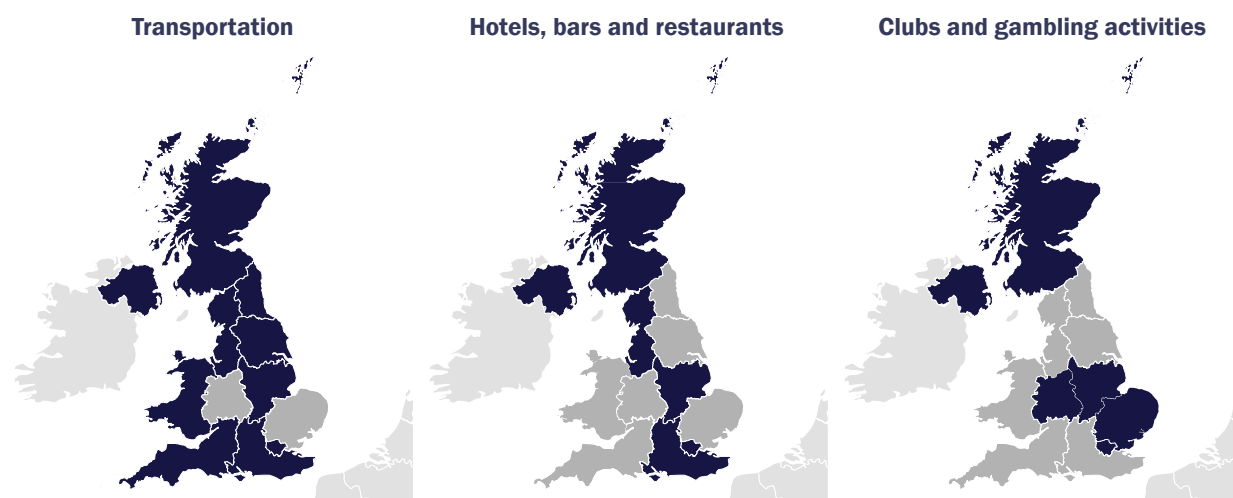 Transportation
Hotels, bars and restaurants
Clubs and gambling activities